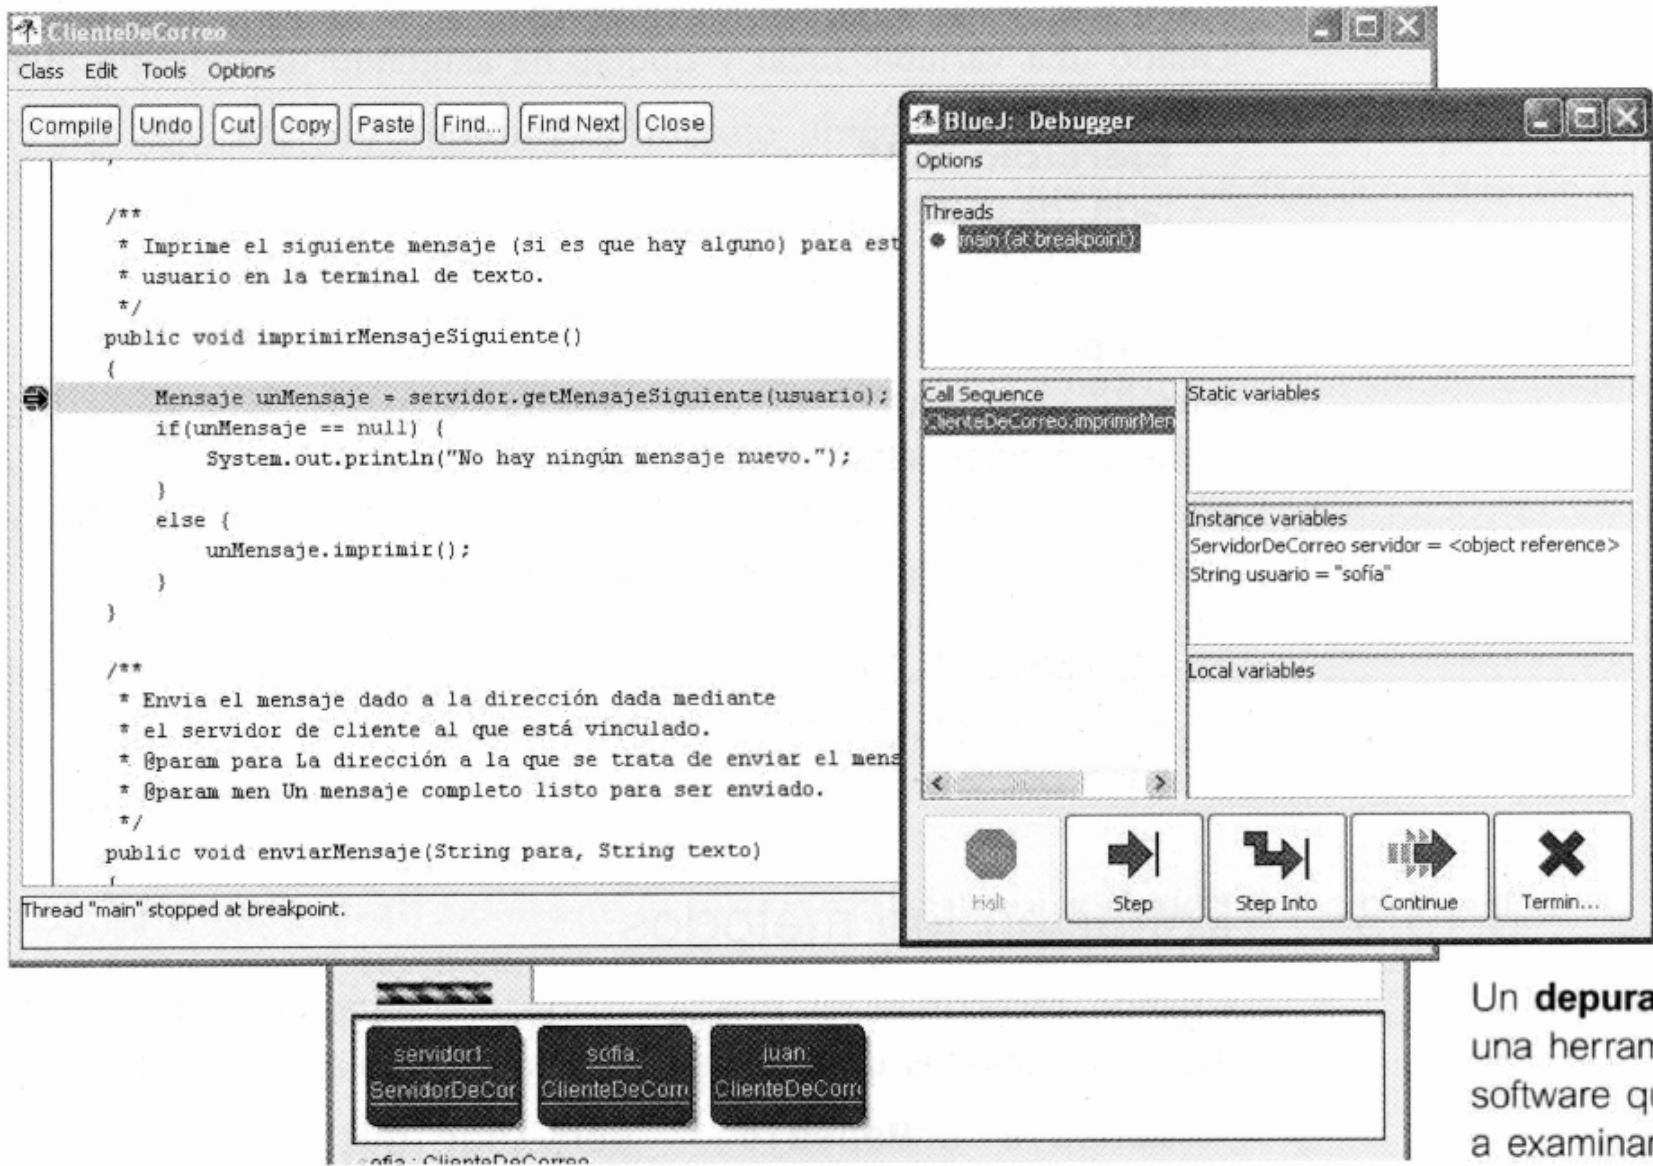 ClienteDeCorreo
Class Edit Tools Options
Compile Undo Cut Copy Paste Find... Find Next Close
}
/**
* Imprime el siguiente mensaje (si es que hay alguno) para est
* usuario en la terminal de texto.
*/
public void imprimirMensajeSiguiente()
{
Mensaje unMensaje = servidor.getMensajeSiguiente(usuario);
if(unMensaje == null) {
System.out.println("No hay ningún mensaje nuevo.");
}
else {
unMensaje.imprimir();
}
}
/**
* Envia el mensaje dado a la dirección dada mediante
* el servidor de cliente al que está vinculado.
* @param para La dirección a la que se trata de enviar el mens
* @param men Un mensaje completo listo para ser enviado.
*/
public void enviarMensaje(String para, String texto)
{
Thread "main" stopped at breakpoint.
BlueJ: Debugger
Options
Threads
main (at breakpoint)
Call Sequence
ClienteDeCorreo.imprimirMen
Static variables
Instance variables
ServidorDeCorreo servidor = <object reference>
String usuario = "sofía"
Local variables
Halt Step Step Into Continue Termin...
servidor1:
ServidorDeCor
sofia:
ClienteDeCorr
juan:
ClienteDeCorr
sofia : ClienteDeCorreo
Un depura
una herram
software qu
a examinar